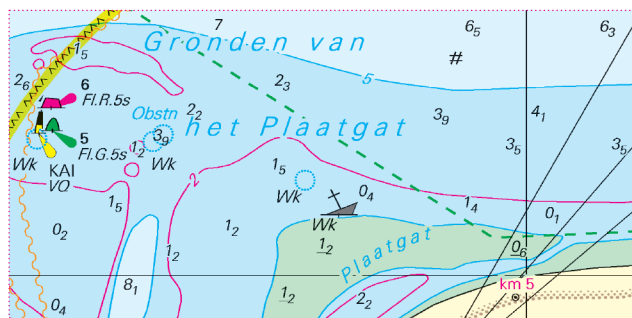 7
6₅
6₃
Gronden van
1₅
#
5
2₆
6
Fl.R.5s
2₃
2₂
Obstn
3₉
4₁
3₉
het Plaatgat
5
Fl.G.5s
1₂
Wk
Wk
3₅
3₅
KAI
VQ
2
1₅
Wk
0₄
1₅
1₄
0₁
0₂
1₂
1₂
Wk
1₂
Plaatgat
0₆
8₁
1₂
2₂
km 5
0₄